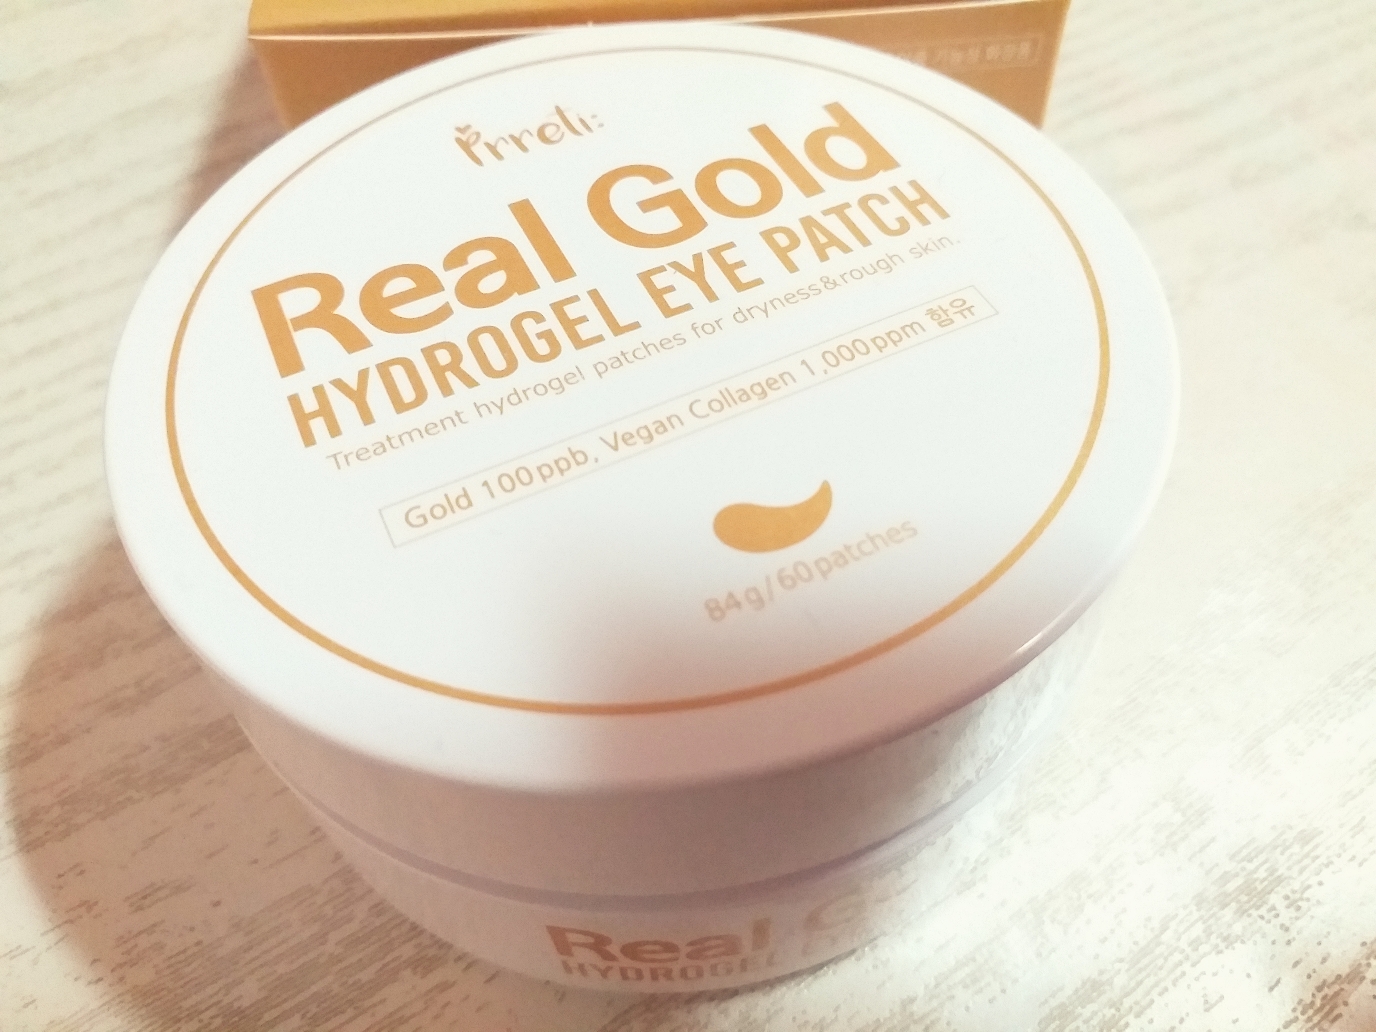 Prreti:
Real Gold
HYDROGEL EYE PATCH
Treatment hydrogel patches for dryness&rough skin.
Gold 100ppb, Vegan Collagen 1,000ppm 함유
84g/60patches
Real
HYDROGEL